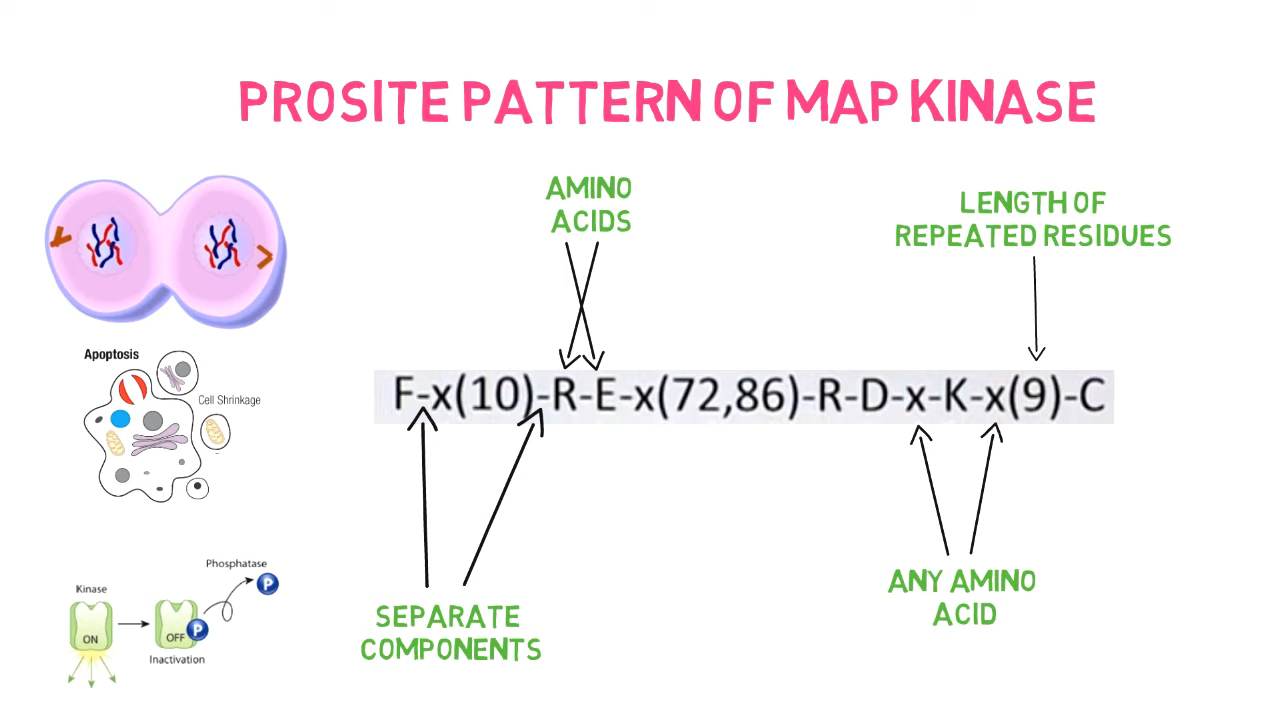 PROSITE PATTERN OF MAP KINASE
AMINO
ACIDS
LENGTH OF
REPEATED RESIDUES
Apoptosis
Cell Shrinkage
F-x(10)-R-E-x(72,86)-R-D-x-K-x(9)-C
Phosphatase
P
Kinase
ON
OFF
P
Inactivation
SEPARATE
COMPONENTS
ANY AMINO
ACID